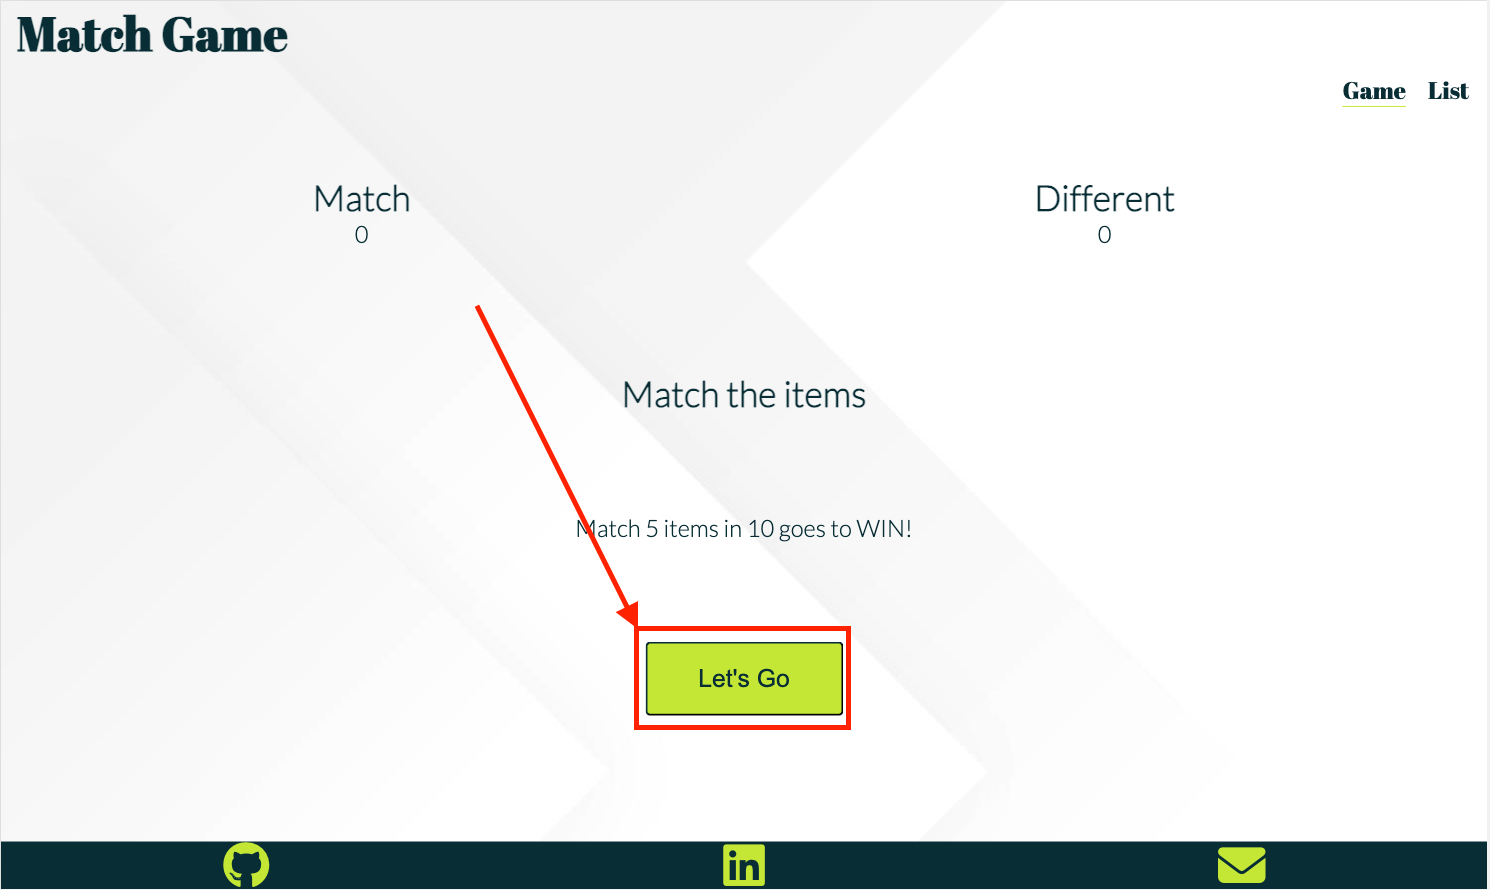 Match Game
Game List
Match Different
0 0
Match the items
Match 5 items in 10 goes to WIN!
Let's Go
in